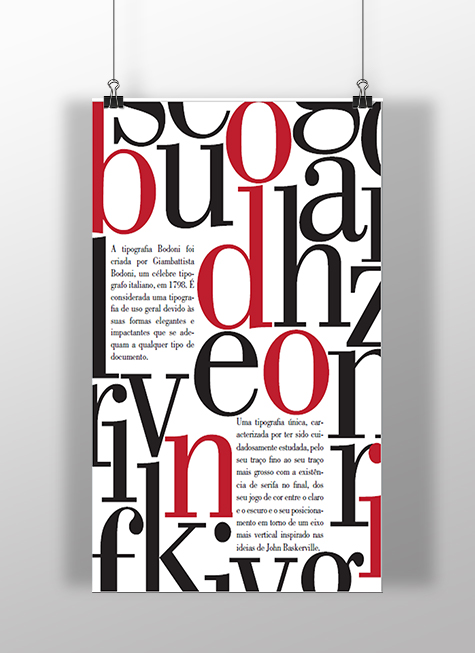 s o g
b u a
d h z
A tipografia Bodoni foi
criada por Giambattista
Bodoni, um célebre tipo-
grafo italiano, em 1798. É
considerada uma tipogra-
fia de uso geral devido às
suas formas elegantes e
impactantes que se ade-
quam a qualquer tipo de
documento.
e o n
r i v n r i
Uma tipografia única, car-
acterizada por ter sido cui-
dadosamente estudada, pelo
seu traço fino ao seu traço
mais grosso com a existên-
cia de serifa no final, dos
seu jogo de cor entre o claro
e o escuro e o seu posiciona-
mento em torno de um eixo
mais vertical inspirado nas
ideias de John Baskerville.
f k i v g